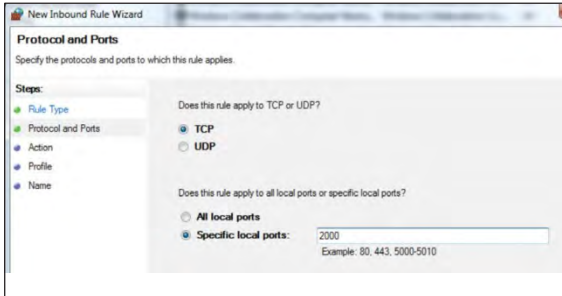 New Inbound Rule Wizard
Protocol and Ports
Specify the protocols and ports to which this rule applies.
Steps:
Rule Type
Protocol and Ports
Action
Profile
Name
Does this rule apply to TCP or UDP?
TCP
UDP
Does this rule apply to all local ports or specific local ports?
All local ports
Specific local ports: 2000
Example: 80, 443, 5000-5010